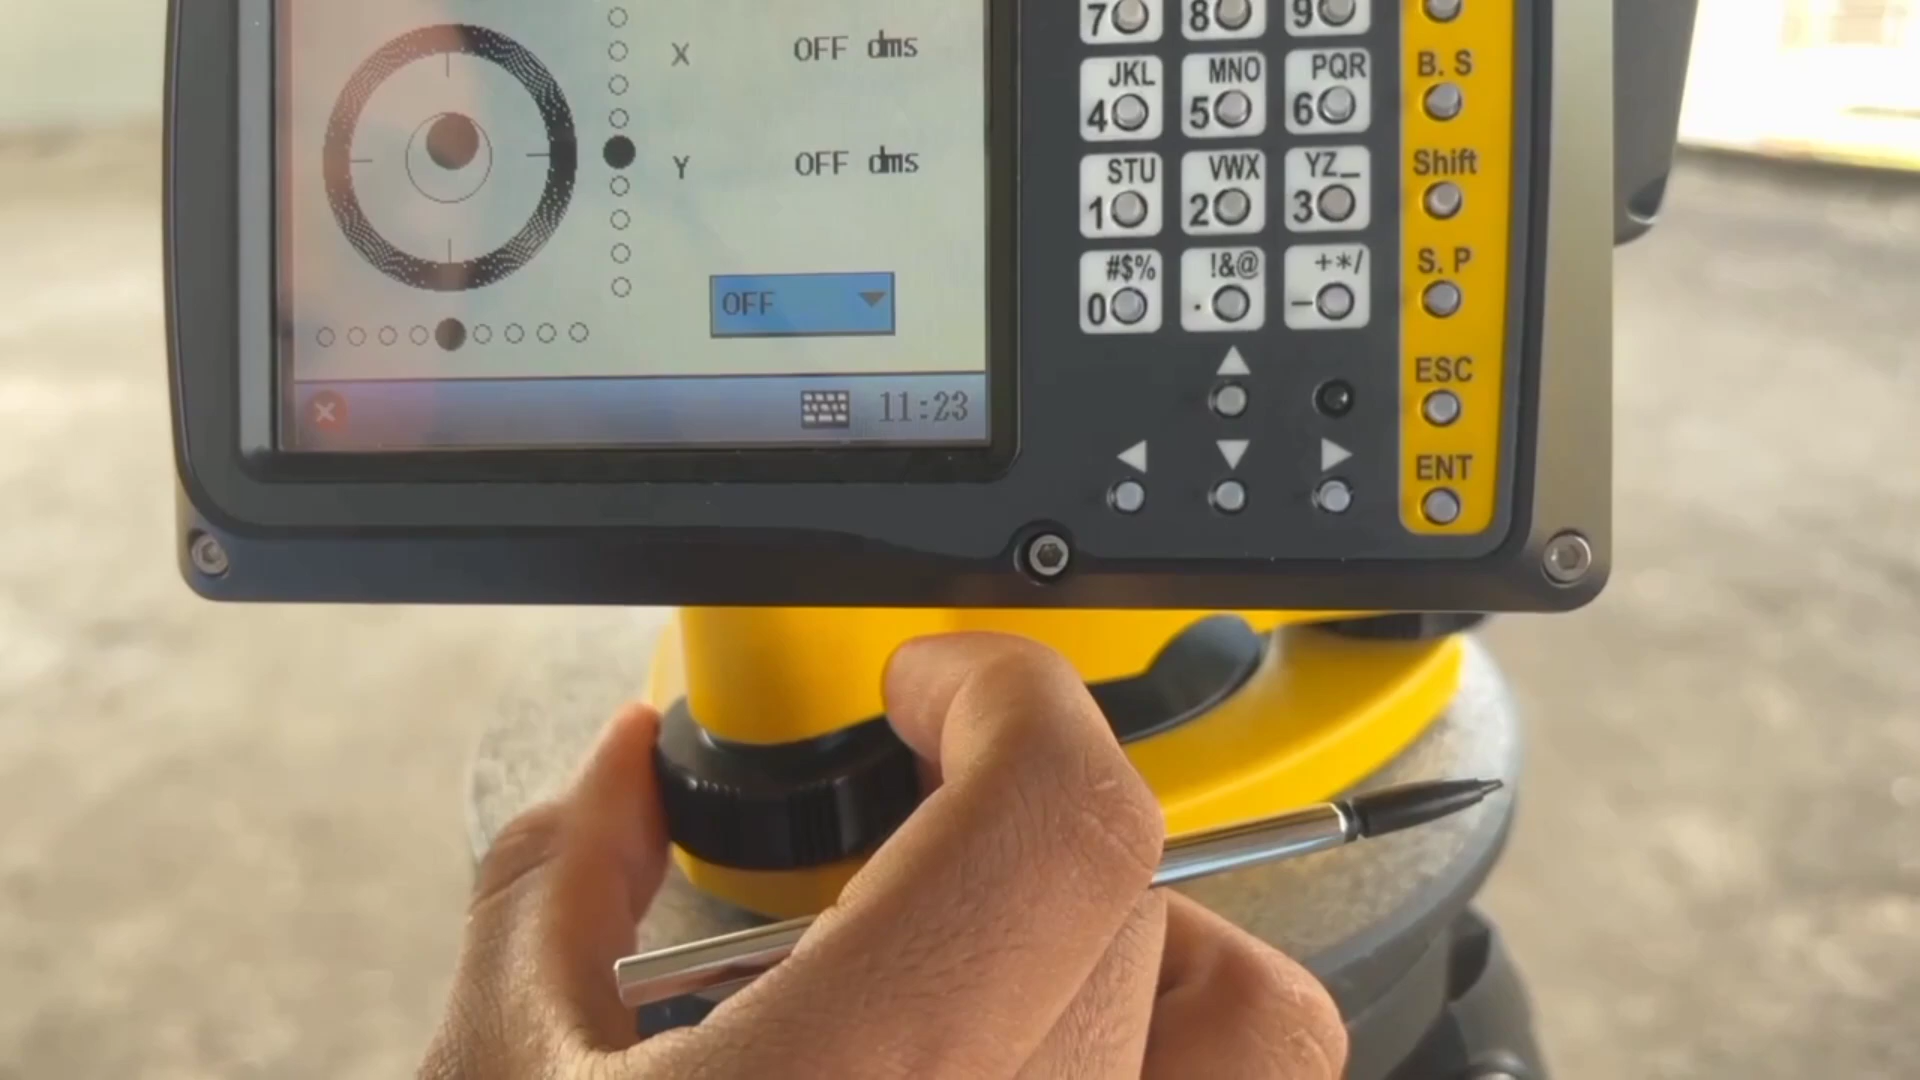 X OFF dms
Y OFF dms
OFF
11:23
7 8 9
JKL MNO PQR
4 5 6
STU VWX YZ_
1 2 3
#$% !&@ +*/
0 . -
B. S
Shift
S. P
ESC
ENT